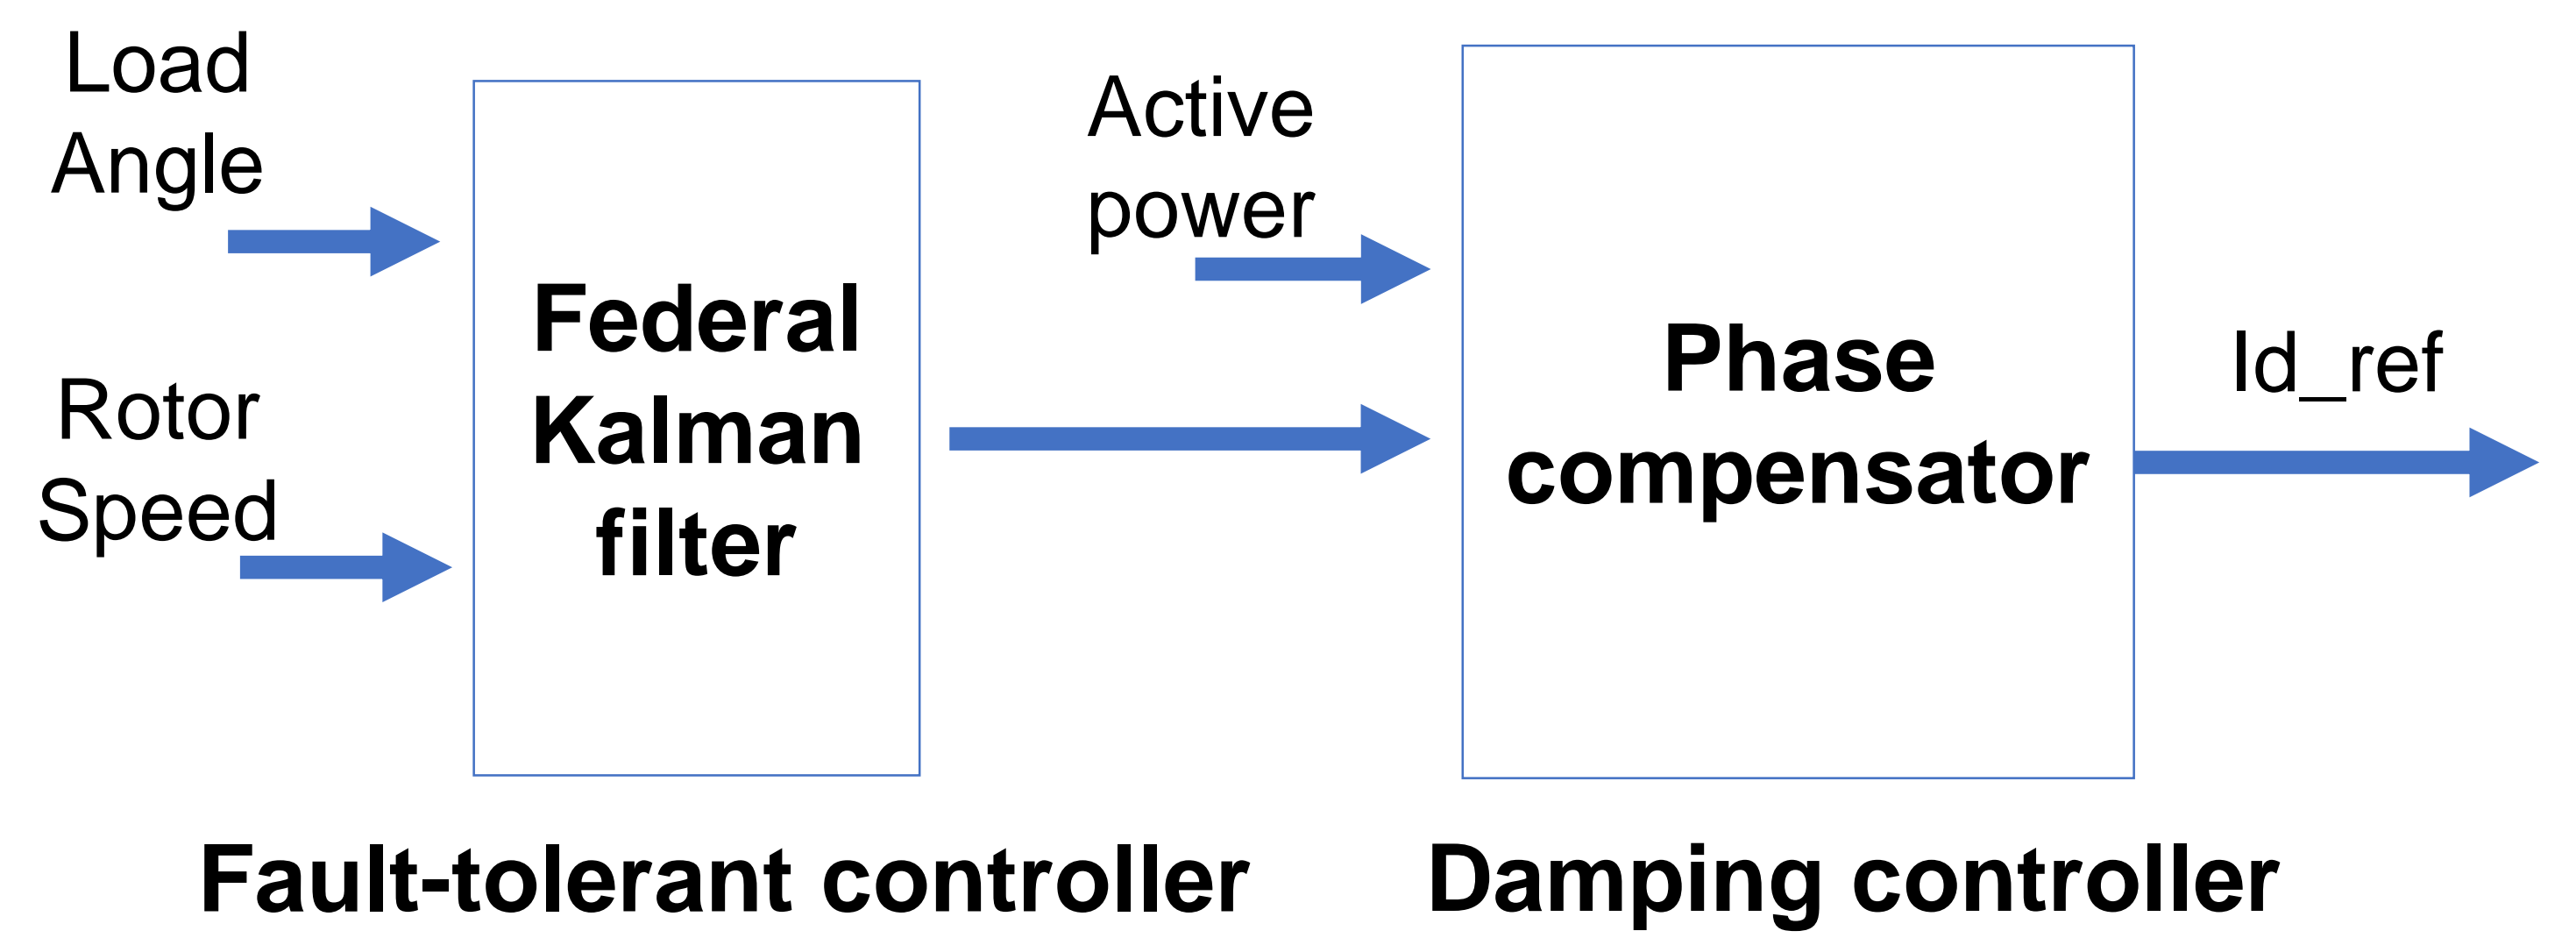 Load
Angle
Rotor
Speed
Federal
Kalman
filter
Active
power
Phase
compensator
Id_ref
Fault-tolerant controller
Damping controller